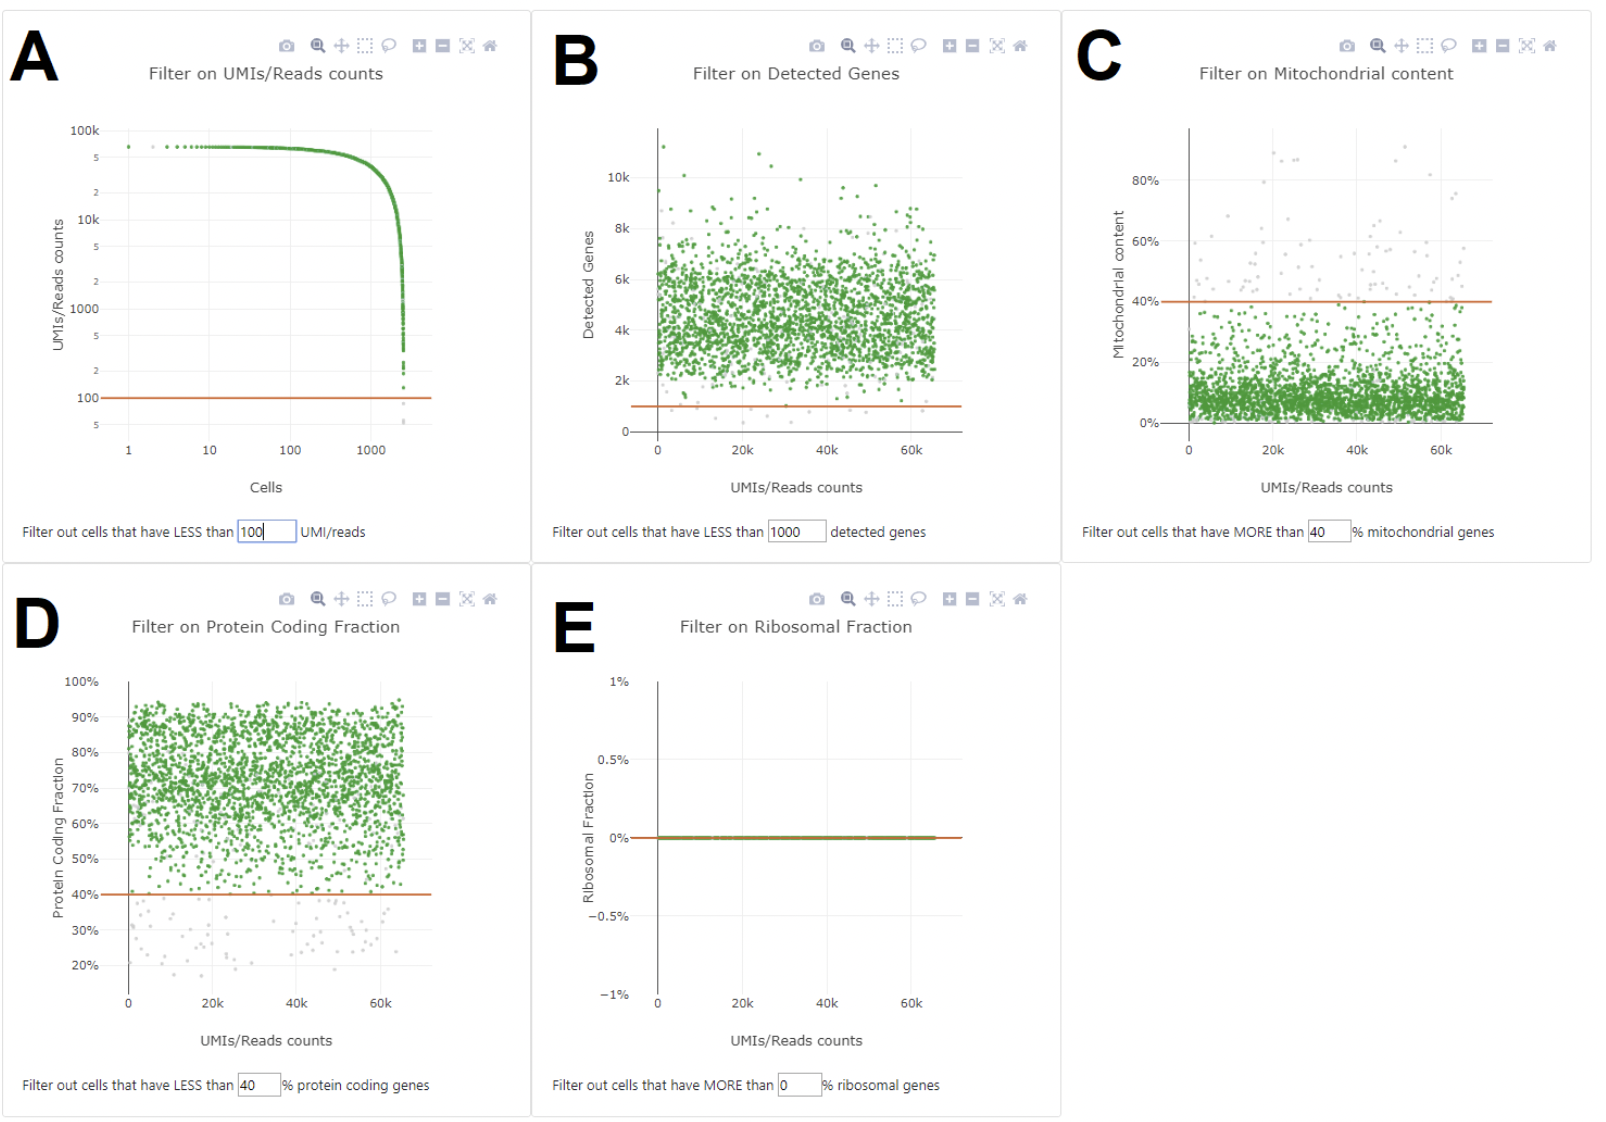 A
Filter on UMIs/Reads counts
100k
5
2
10k
5
2
1000
5
2
100
5
UMIs/Reads counts
1
10
100
1000
Cells
Filter out cells that have LESS than 100 UMI/reads
B
Filter on Detected Genes
10k
8k
6k
4k
2k
0
Detected Genes
0
20k
40k
60k
UMIs/Reads counts
Filter out cells that have LESS than 1000 detected genes
C
Filter on Mitochondrial content
80%
60%
40%
20%
0%
Mitochondrial content
0
20k
40k
60k
UMIs/Reads counts
Filter out cells that have MORE than 40 % mitochondrial genes
D
Filter on Protein Coding Fraction
100%
90%
80%
70%
60%
50%
40%
30%
20%
Protein Coding Fraction
0
20k
40k
60k
UMIs/Reads counts
Filter out cells that have LESS than 40 % protein coding genes
E
Filter on Ribosomal Fraction
1%
0.5%
0%
−0.5%
−1%
Ribosomal Fraction
0
20k
40k
60k
UMIs/Reads counts
Filter out cells that have MORE than 0 % ribosomal genes